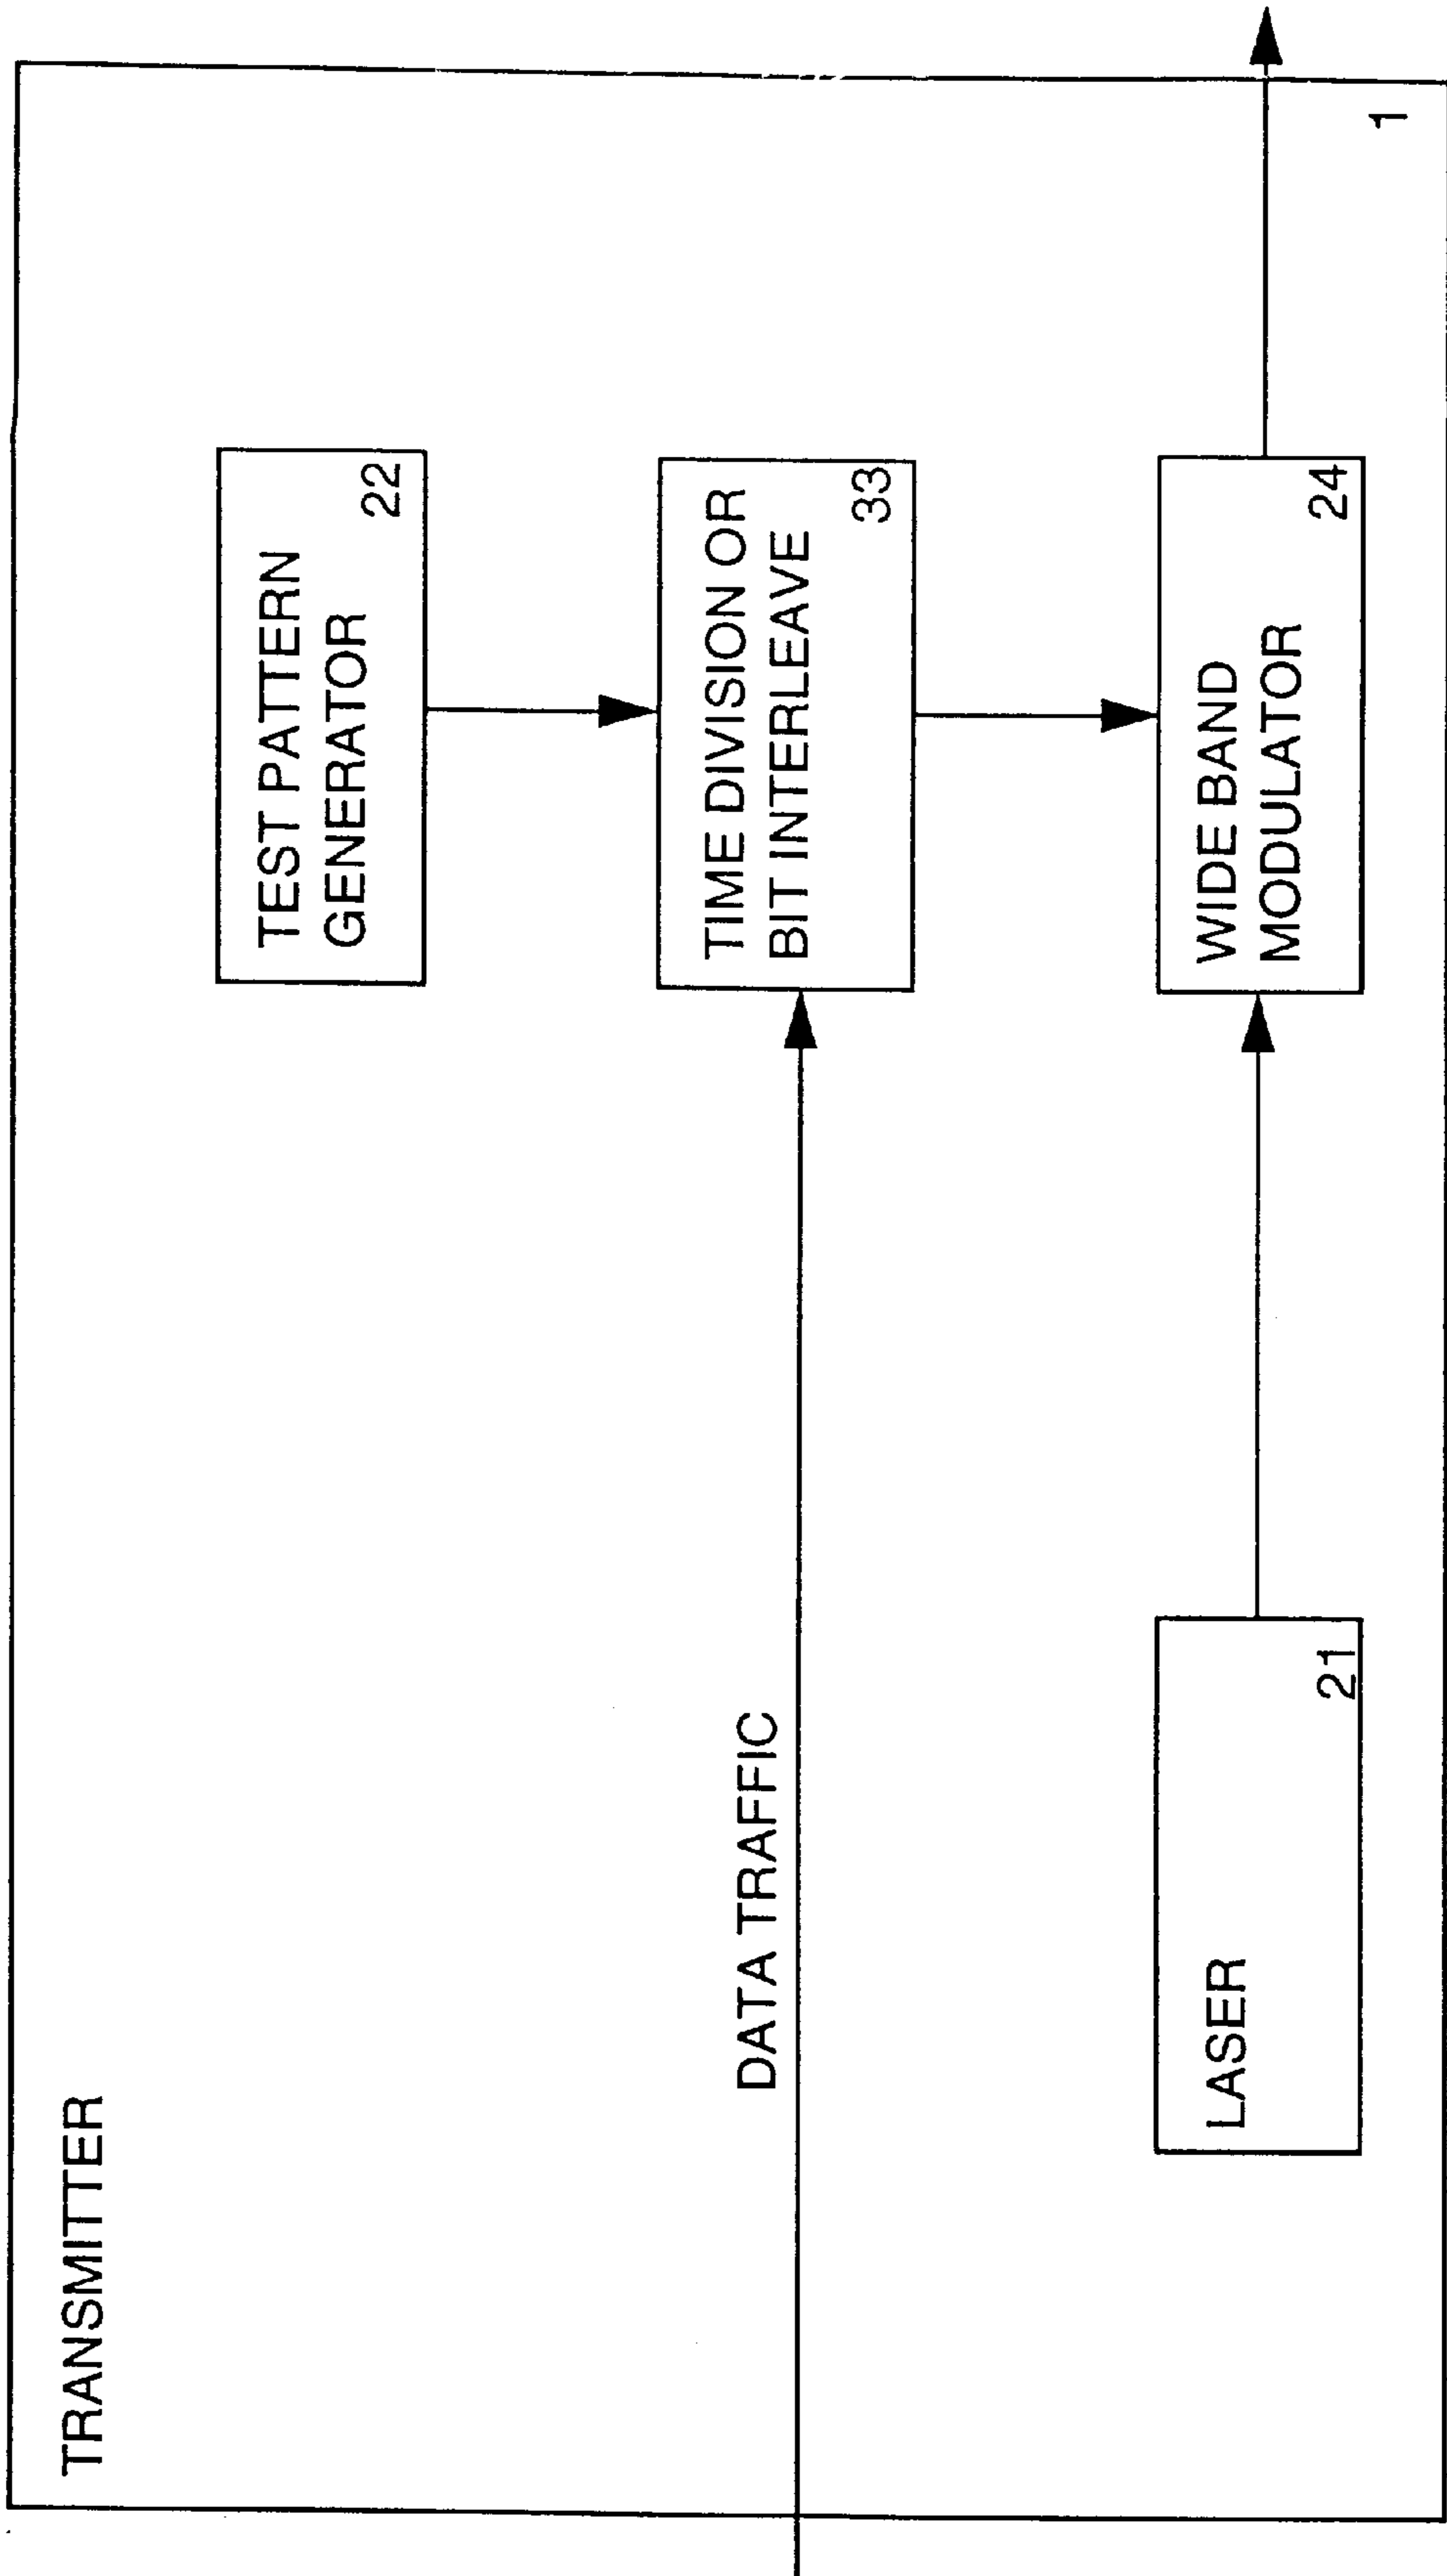 TRANSMITTER
TEST PATTERN
GENERATOR
22
DATA TRAFFIC
TIME DIVISION OR
BIT INTERLEAVE
33
LASER
21
WIDE BAND
MODULATOR
24
1